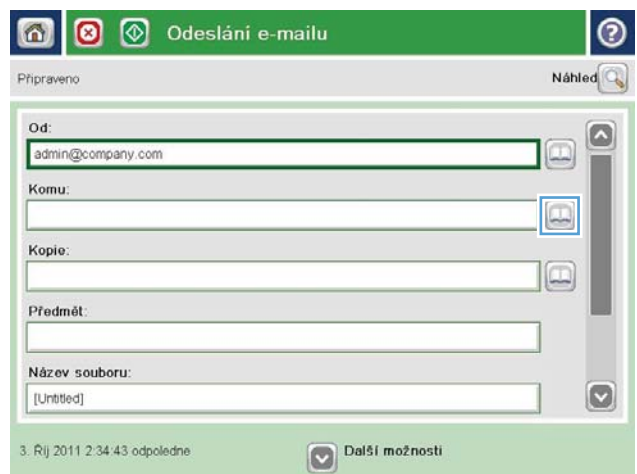 Odeslání e-mailu
Připraveno
Náhled
Od:
admin@company.com
Komu:
Kopie:
Předmět:
Název souboru:
[Untitled]
3. Říj 2011 2:34:43 odpoledne
Další možnosti